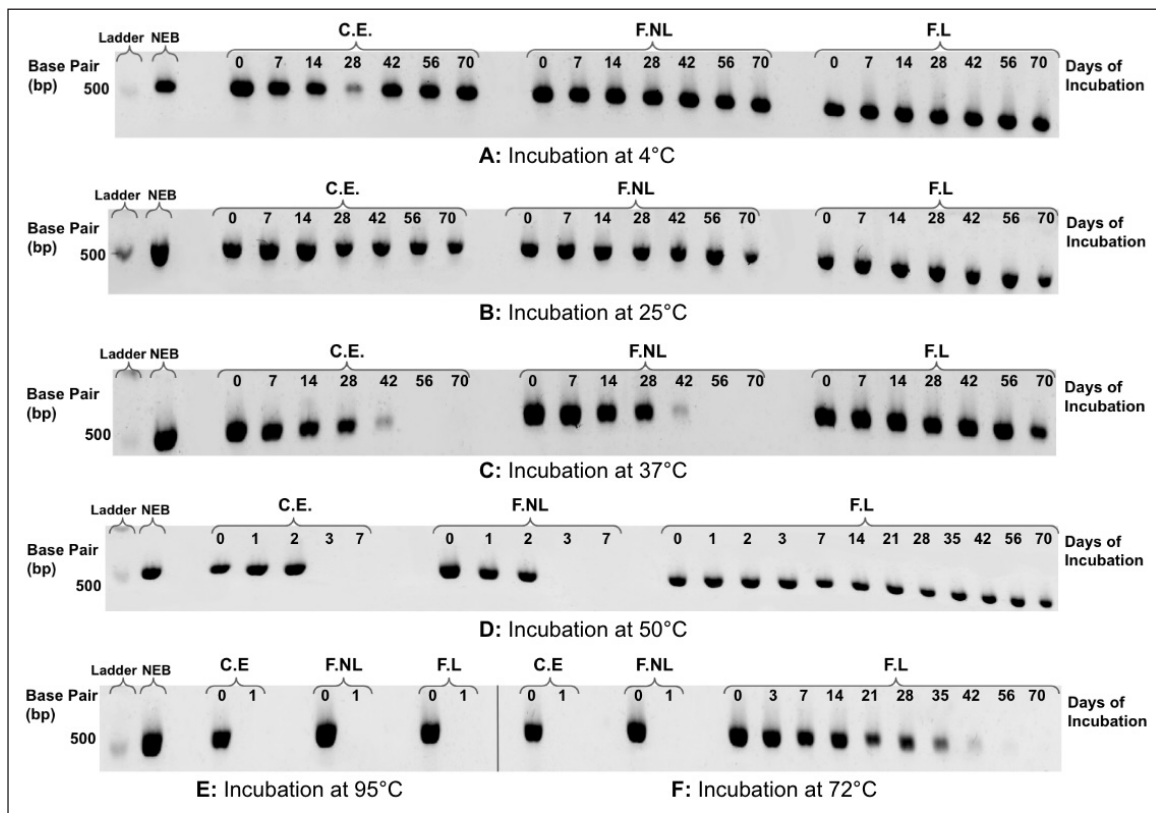 C.E. F.NL F.L
Ladder NEB
0 7 14 28 42 56 70 0 7 14 28 42 56 70 0 7 14 28 42 56 70 Days of
Base Pair Incubation
(bp) 500
A: Incubation at 4°C
C.E. F.NL F.L
Ladder NEB
0 7 14 28 42 56 70 0 7 14 28 42 56 70 0 7 14 28 42 56 70 Days of
Base Pair Incubation
(bp) 500
B: Incubation at 25°C
C.E. F.NL F.L
Ladder NEB
0 7 14 28 42 56 70 0 7 14 28 42 56 70 0 7 14 28 42 56 70 Days of
Base Pair Incubation
(bp) 500
C: Incubation at 37°C
C.E. F.NL F.L
Ladder NEB
0 1 2 3 7 0 1 2 3 7 0 1 2 3 7 14 21 28 35 42 56 70 Days of
Base Pair Incubation
(bp) 500
D: Incubation at 50°C
Ladder NEB C.E F.NL F.L C.E F.NL F.L
Base Pair 0 1 0 1 0 1 0 1 0 1 0 3 7 14 21 28 35 42 56 70 Days of
(bp) Incubation
500
E: Incubation at 95°C F: Incubation at 72°C